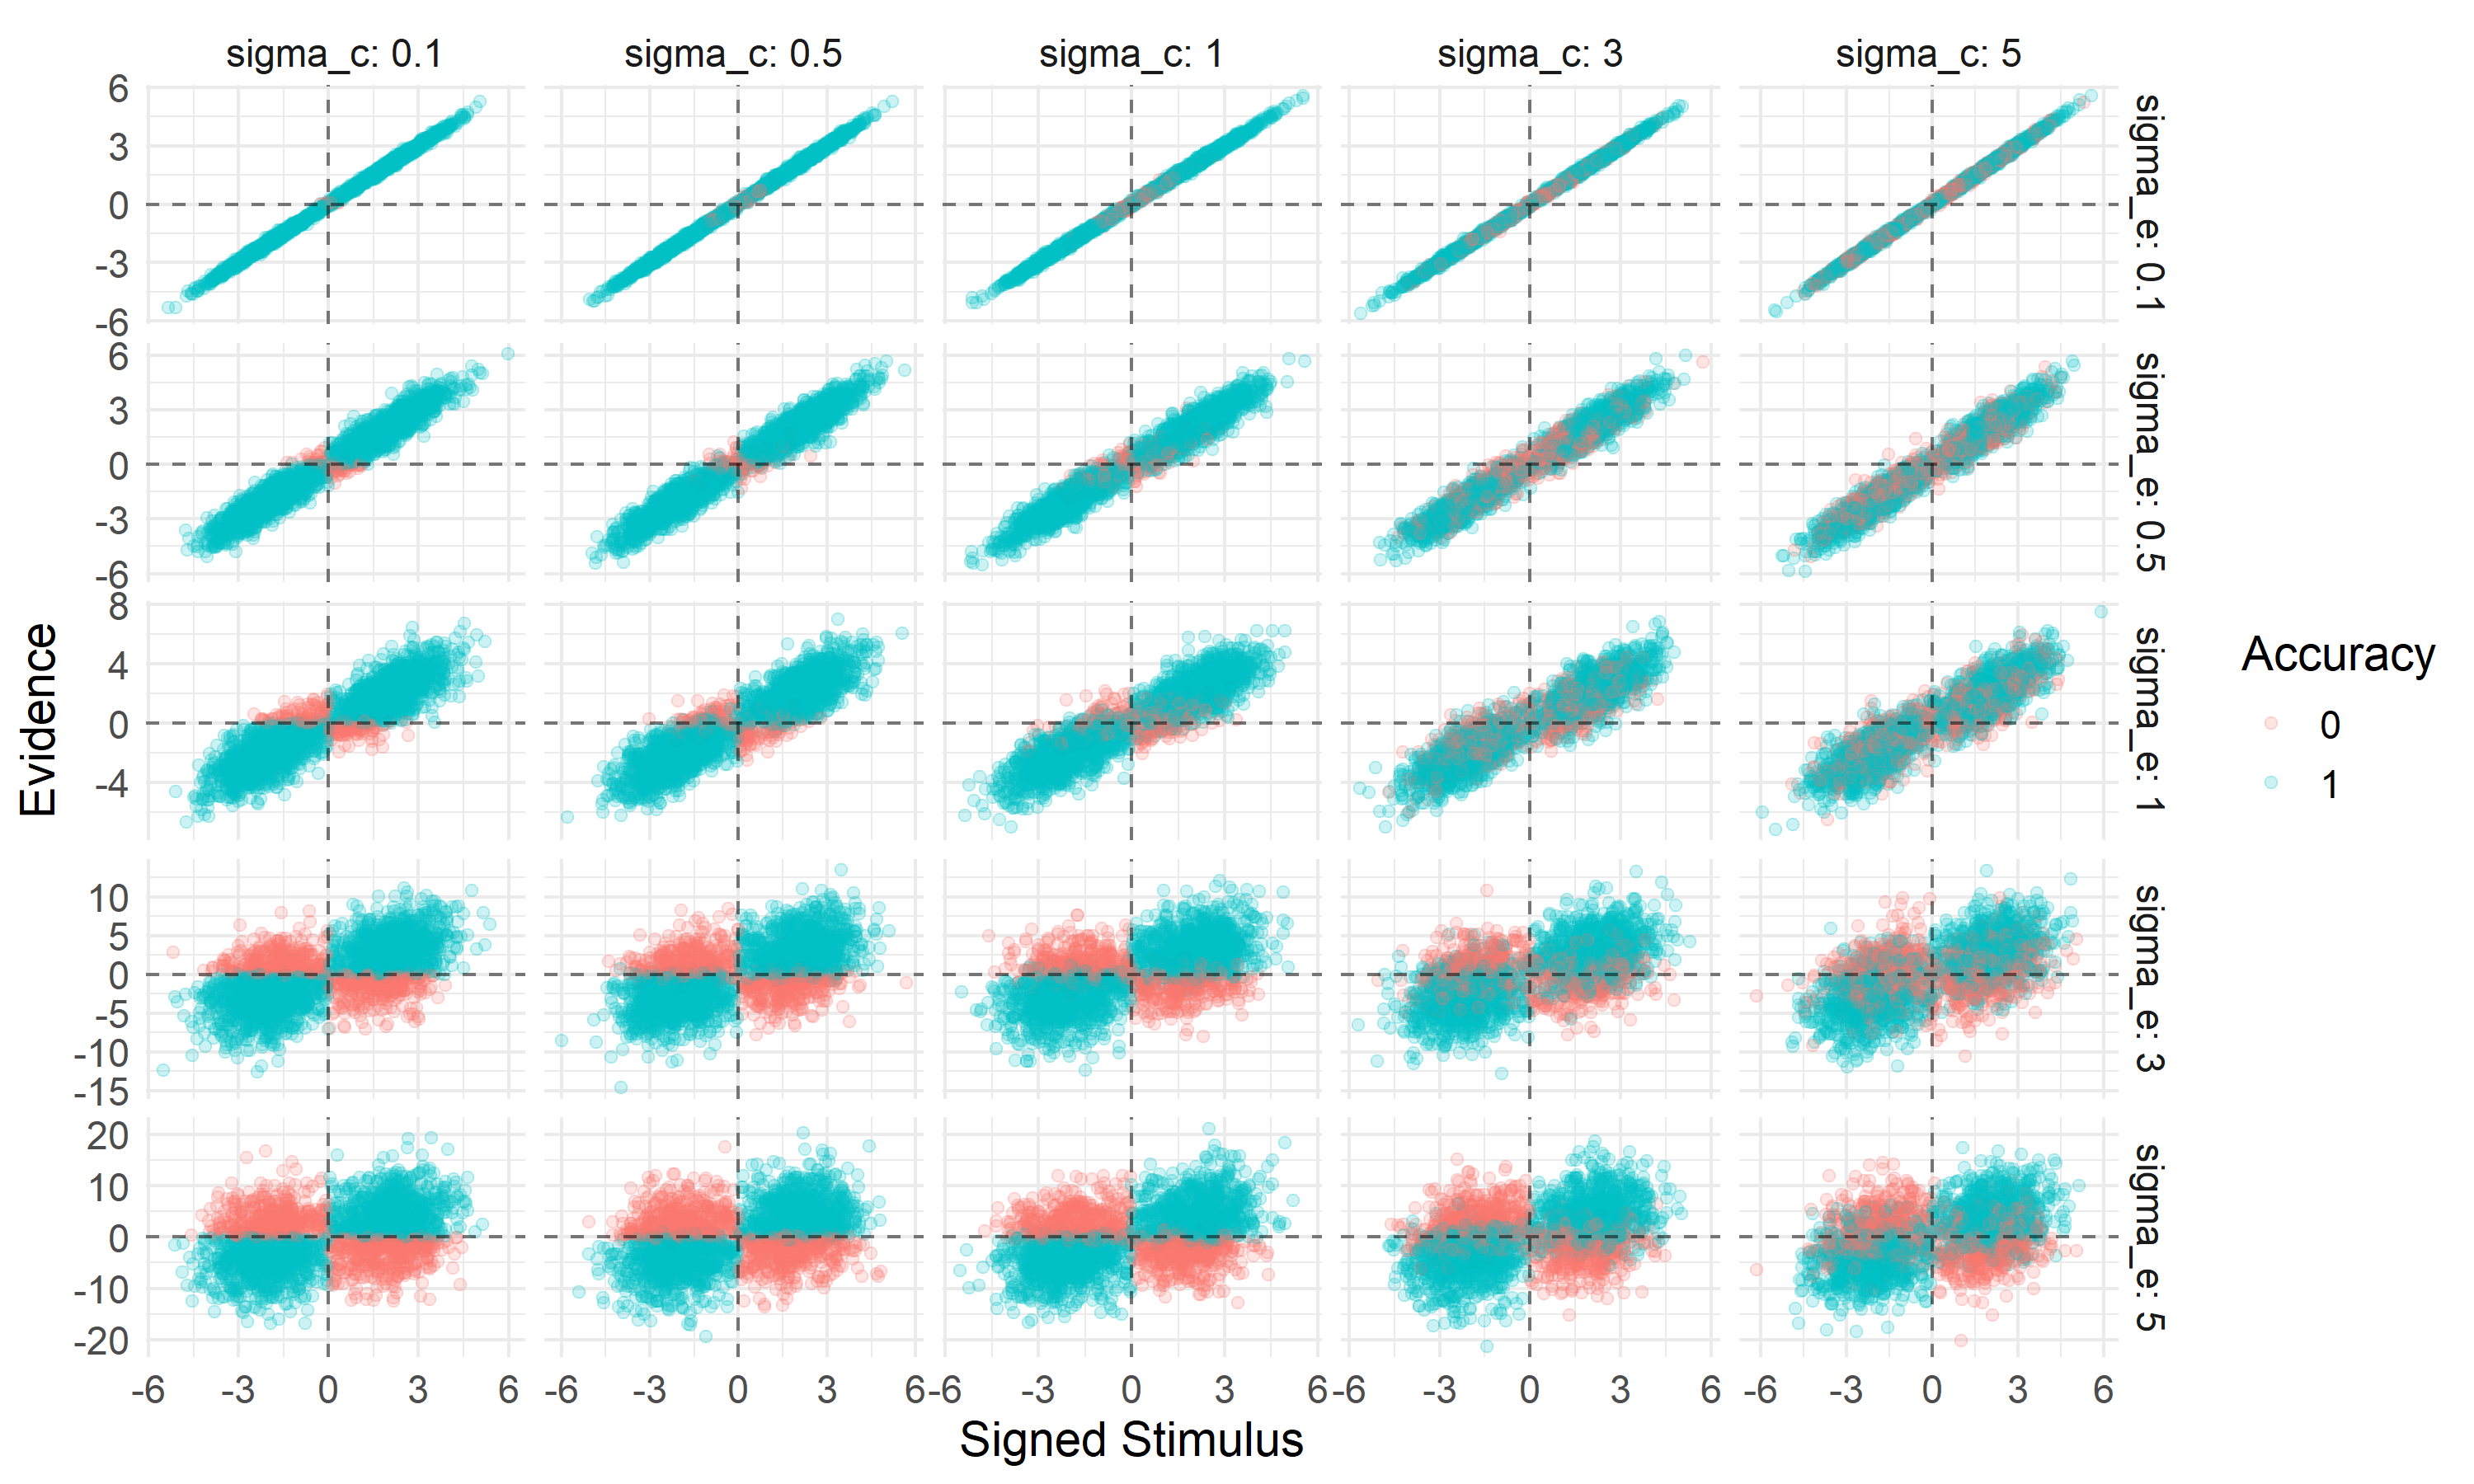 sigma_c: 0.1
sigma_c: 0.5
sigma_c: 1
sigma_c: 3
sigma_c: 5
6
3
0
-3
-6
sigma_e: 0.1
6
3
0
-3
-6
sigma_e: 0.5
8
4
0
-4
sigma_e: 1
10
5
0
-5
-10
-15
sigma_e: 3
20
10
0
-10
-20
sigma_e: 5
Evidence
-6 -3 0 3 6
-6 -3 0 3 6
-6 -3 0 3 6
-6 -3 0 3 6
-6 -3 0 3 6
Signed Stimulus
Accuracy
0
1